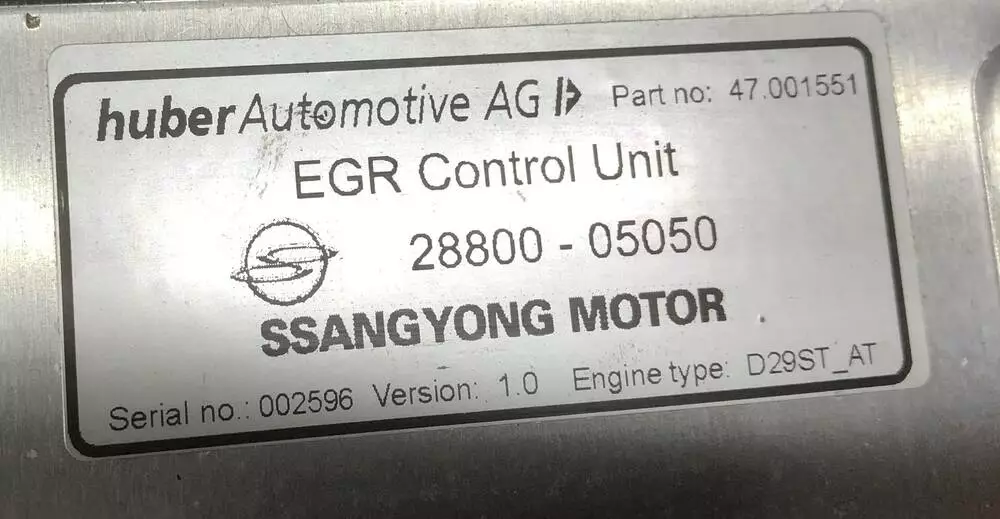 huberAutomotive AG Part no: 47.001551
EGR Control Unit
28800 - 05050
SSANGYONG MOTOR
Serial no.: 002596 Version: 1.0 Engine type: D29ST_AT